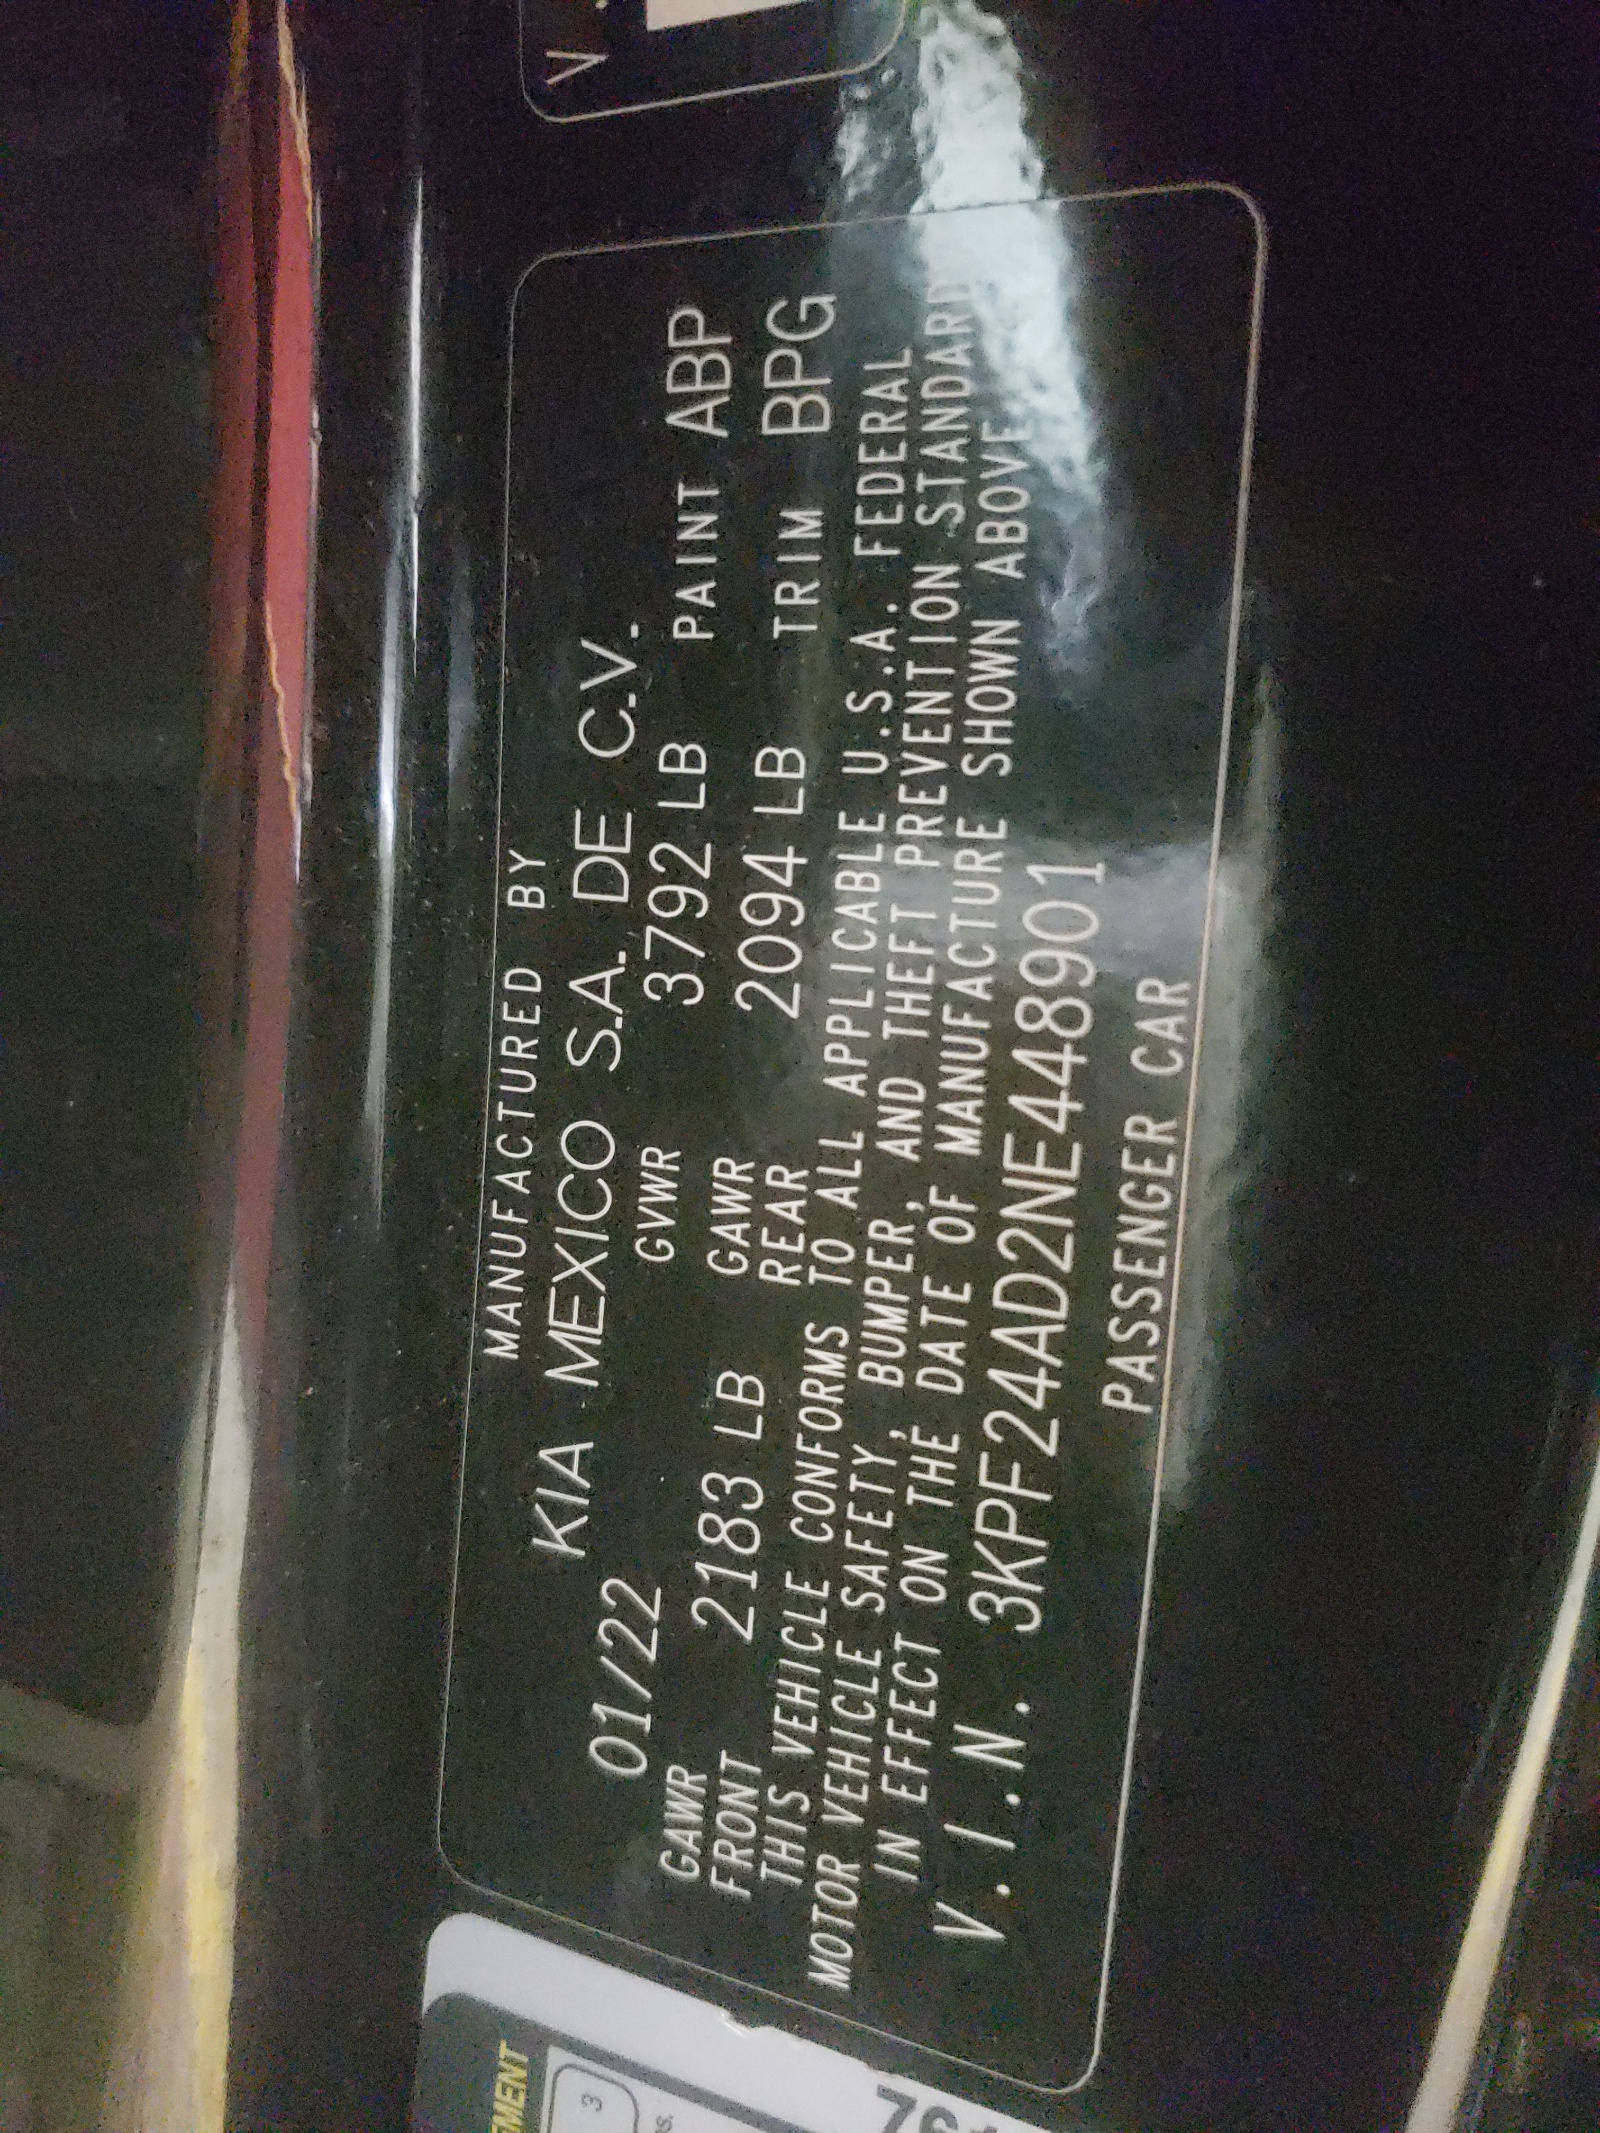 MANUFACTURED BY
KIA MEXICO S.A. DE C.V.
01/22 GVWR 3792 LB PAINT ABP
GAWR FRONT 2183 LB GAWR REAR 2094 LB TRIM BPG
THIS VEHICLE CONFORMS TO ALL APPLICABLE U.S.A. FEDERAL
MOTOR VEHICLE SAFETY, BUMPER, AND THEFT PREVENTION STANDARD
IN EFFECT ON THE DATE OF MANUFACTURE SHOWN ABOVE
V.I.N. 3KPF24AD2NE448901
PASSENGER CAR
EMENT
3
V